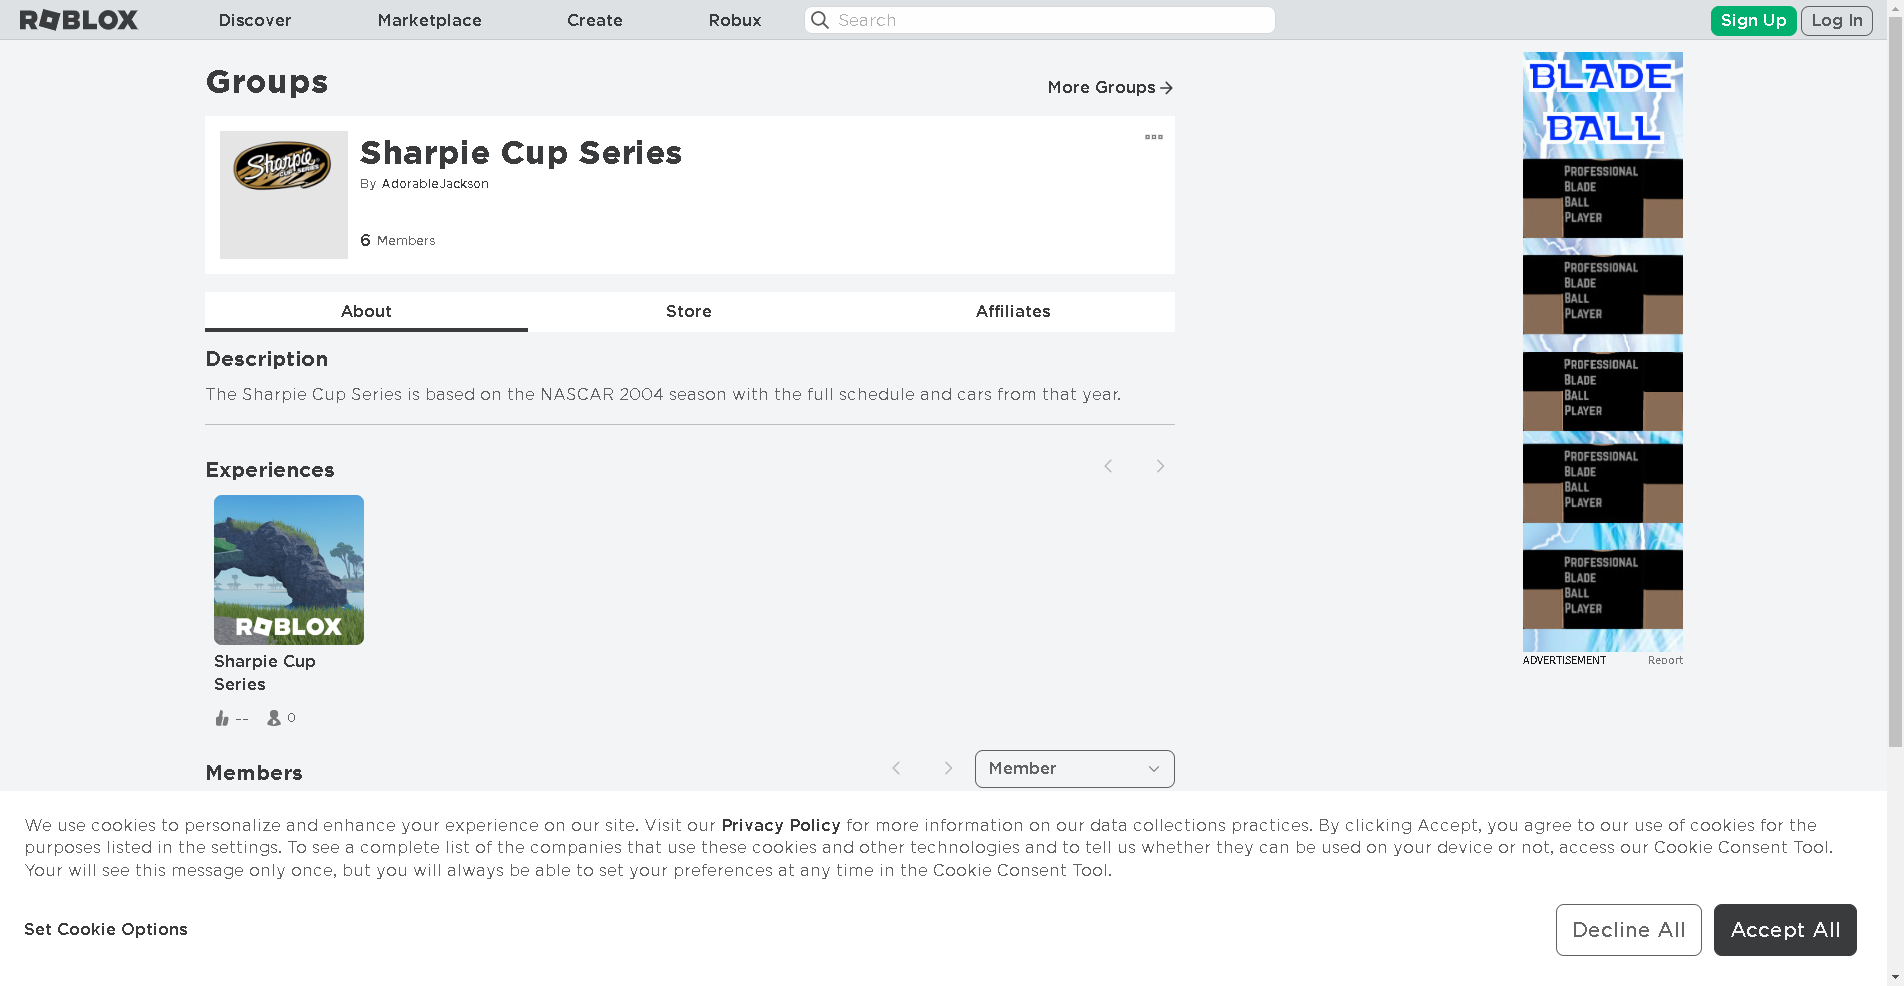 ROBLOX
Discover
Marketplace
Create
Robux
Search
Sign Up
Log In
Groups
More Groups
Sharpie
CUP SERIES
Sharpie Cup Series
By AdorableJackson
6 Members
About
Store
Affiliates
Description
The Sharpie Cup Series is based on the NASCAR 2004 season with the full schedule and cars from that year.
Experiences
ROBLOX
Sharpie Cup
Series
--
0
Members
Member
BLADE
BALL
PROFESSIONAL
BLADE
BALL
PLAYER
PROFESSIONAL
BLADE
BALL
PLAYER
PROFESSIONAL
BLADE
BALL
PLAYER
PROFESSIONAL
BLADE
BALL
PLAYER
PROFESSIONAL
BLADE
BALL
PLAYER
ADVERTISEMENT
Report
We use cookies to personalize and enhance your experience on our site. Visit our Privacy Policy for more information on our data collections practices. By clicking Accept, you agree to our use of cookies for the
purposes listed in the settings. To see a complete list of the companies that use these cookies and other technologies and to tell us whether they can be used on your device or not, access our Cookie Consent Tool.
Your will see this message only once, but you will always be able to set your preferences at any time in the Cookie Consent Tool.
Set Cookie Options
Decline All
Accept All